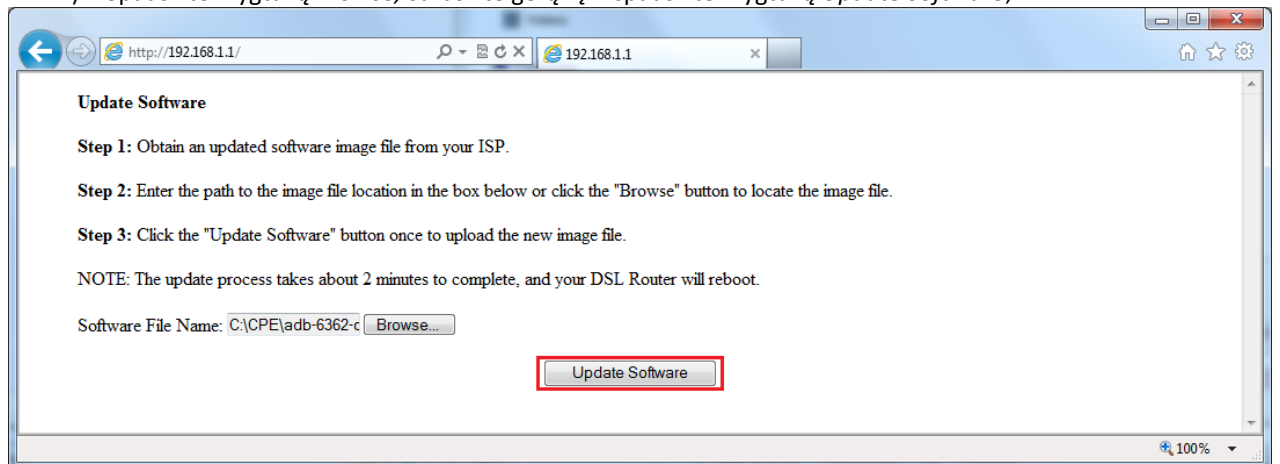 http://192.168.1.1/
192.168.1.1
Update Software
Step 1: Obtain an updated software image file from your ISP.
Step 2: Enter the path to the image file location in the box below or click the "Browse" button to locate the image file.
Step 3: Click the "Update Software" button once to upload the new image file.
NOTE: The update process takes about 2 minutes to complete, and your DSL Router will reboot.
Software File Name: C:\CPE\adb-6362-c Browse...
Update Software
100%